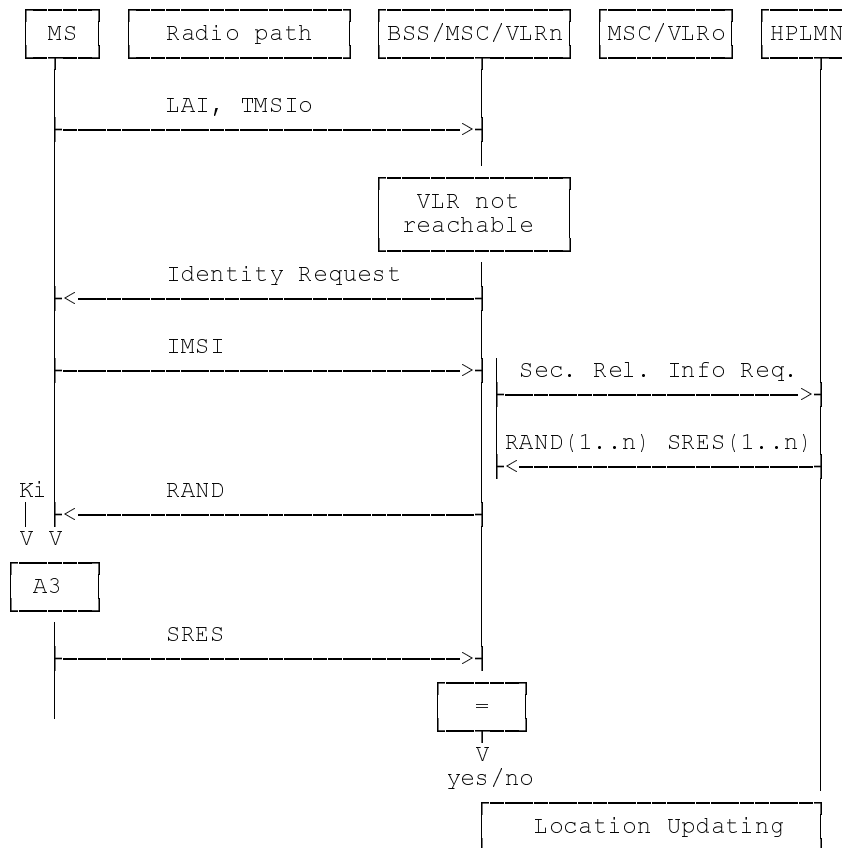 MS Radio path BSS/MSC/VLRn MSC/VLRo HPLMN
LAI, TMSIo
VLR not
reachable
Identity Request
IMSI
Sec. Rel. Info Req.
RAND(1..n) SRES(1..n)
Ki RAND
V V
A3
SRES
=
V
yes/no
Location Updating